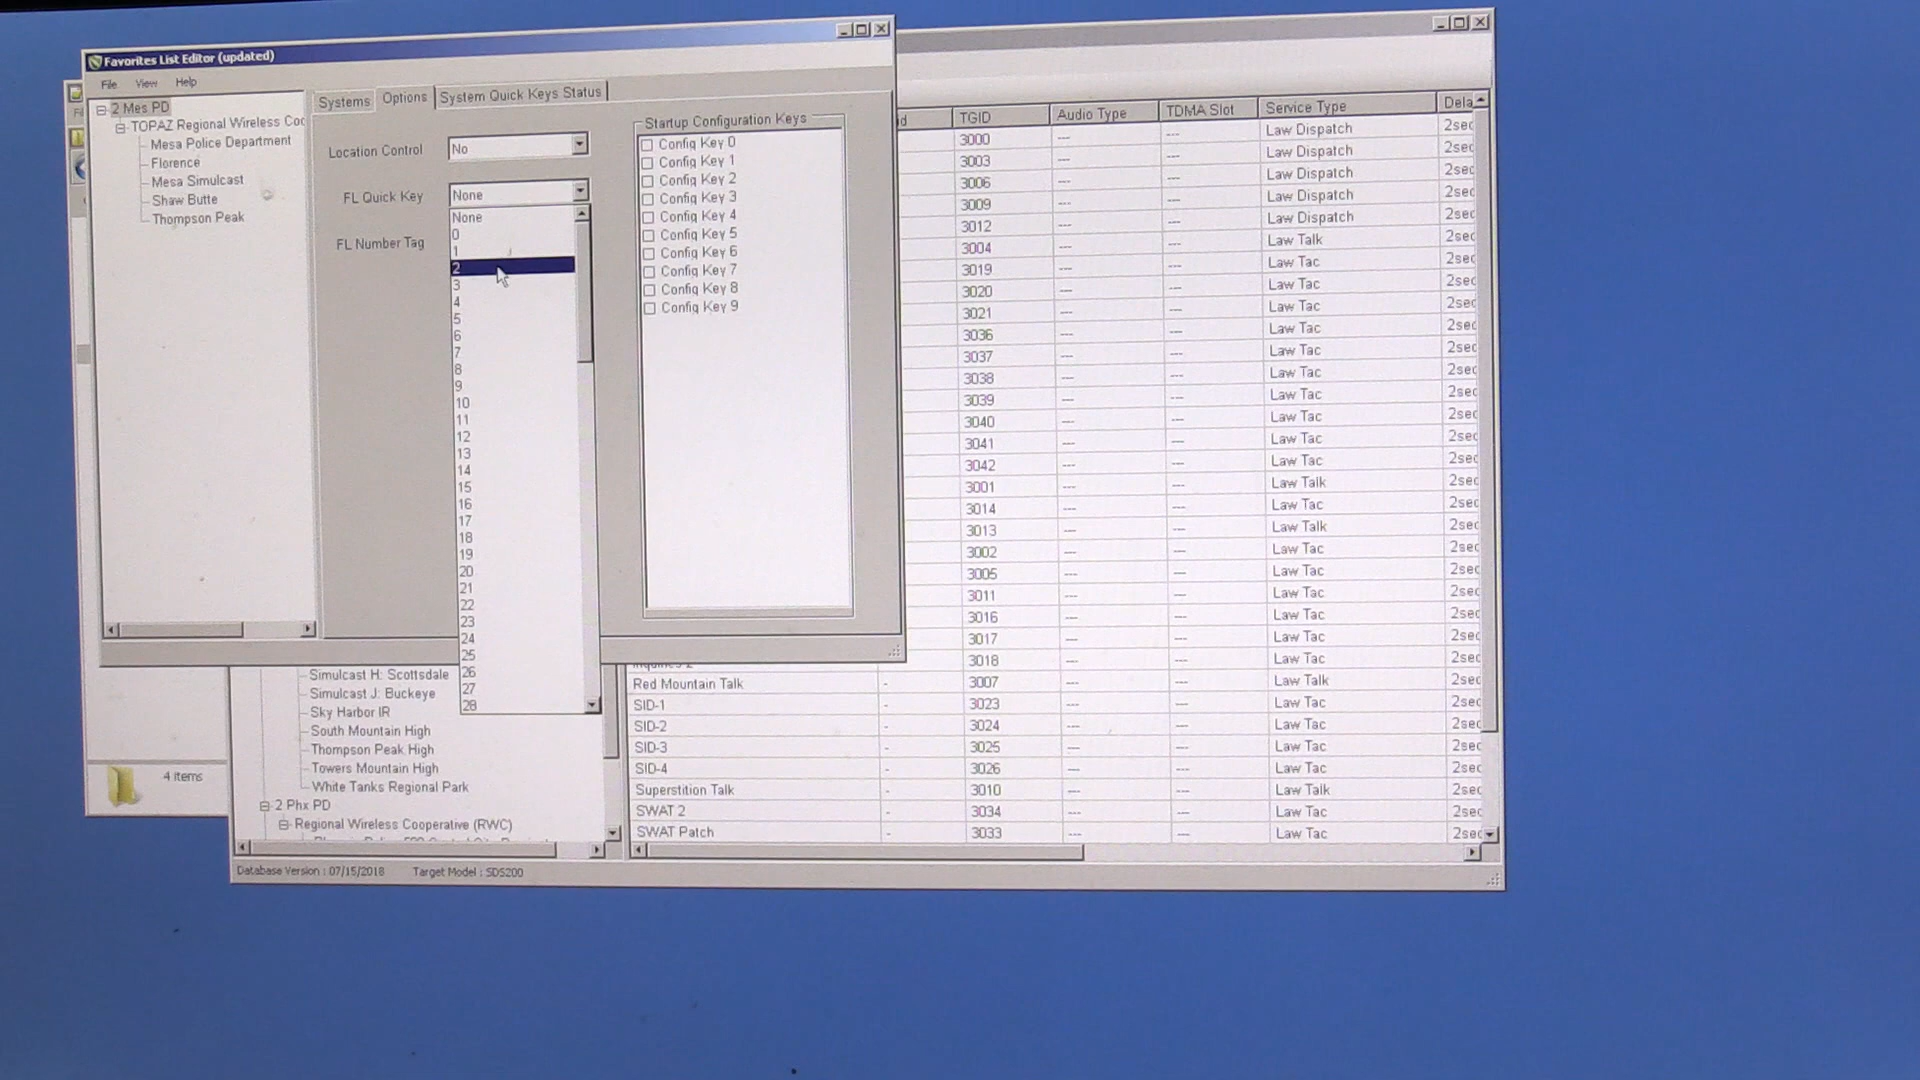 Favorites List Editor (updated)
File View Help
2 Mes PD
TOPAZ Regional Wireless Coc
Mesa Police Department
Florence
Mesa Simulcast
Shaw Butte
Thompson Peak
Systems Options System Quick Keys Status
Location Control No
FL Quick Key None
FL Number Tag
None
0
1
2
3
4
5
6
7
8
9
10
11
12
13
14
15
16
17
18
19
20
21
22
23
24
25
26
27
28
Startup Configuration Keys
Config Key 0
Config Key 1
Config Key 2
Config Key 3
Config Key 4
Config Key 5
Config Key 6
Config Key 7
Config Key 8
Config Key 9
TGID Audio Type TDMA Slot Service Type Dela
3000 --- --- Law Dispatch 2sec
3003 --- --- Law Dispatch 2sec
3006 --- --- Law Dispatch 2sec
3009 --- --- Law Dispatch 2sec
3012 --- --- Law Dispatch 2sec
3004 --- --- Law Talk 2sec
3019 --- --- Law Tac 2sec
3020 --- --- Law Tac 2sec
3021 --- --- Law Tac 2sec
3036 --- --- Law Tac 2sec
3037 --- --- Law Tac 2sec
3038 --- --- Law Tac 2sec
3039 --- --- Law Tac 2sec
3040 --- --- Law Tac 2sec
3041 --- --- Law Tac 2sec
3042 --- --- Law Tac 2sec
3001 --- --- Law Talk 2sec
3014 --- --- Law Tac 2sec
3013 --- --- Law Talk 2sec
3002 --- --- Law Tac 2sec
3005 --- --- Law Tac 2sec
3011 --- --- Law Tac 2sec
3016 --- --- Law Tac 2sec
3017 --- --- Law Tac 2sec
3018 --- --- Law Tac 2sec
Red Mountain Talk - 3007 --- --- Law Talk 2sec
SID-1 - 3023 --- --- Law Tac 2sec
SID-2 - 3024 --- --- Law Tac 2sec
SID-3 - 3025 --- --- Law Tac 2sec
SID-4 - 3026 --- --- Law Tac 2sec
Superstition Talk - 3010 --- --- Law Talk 2sec
SWAT 2 - 3034 --- --- Law Tac 2sec
SWAT Patch - 3033 --- --- Law Tac 2sec
Simulcast H: Scottsdale
Simulcast J: Buckeye
Sky Harbor IR
South Mountain High
Thompson Peak High
Towers Mountain High
White Tanks Regional Park
2 Phx PD
Regional Wireless Cooperative (RWC)
4 items
Database Version : 07/15/2018 Target Model : SDS200